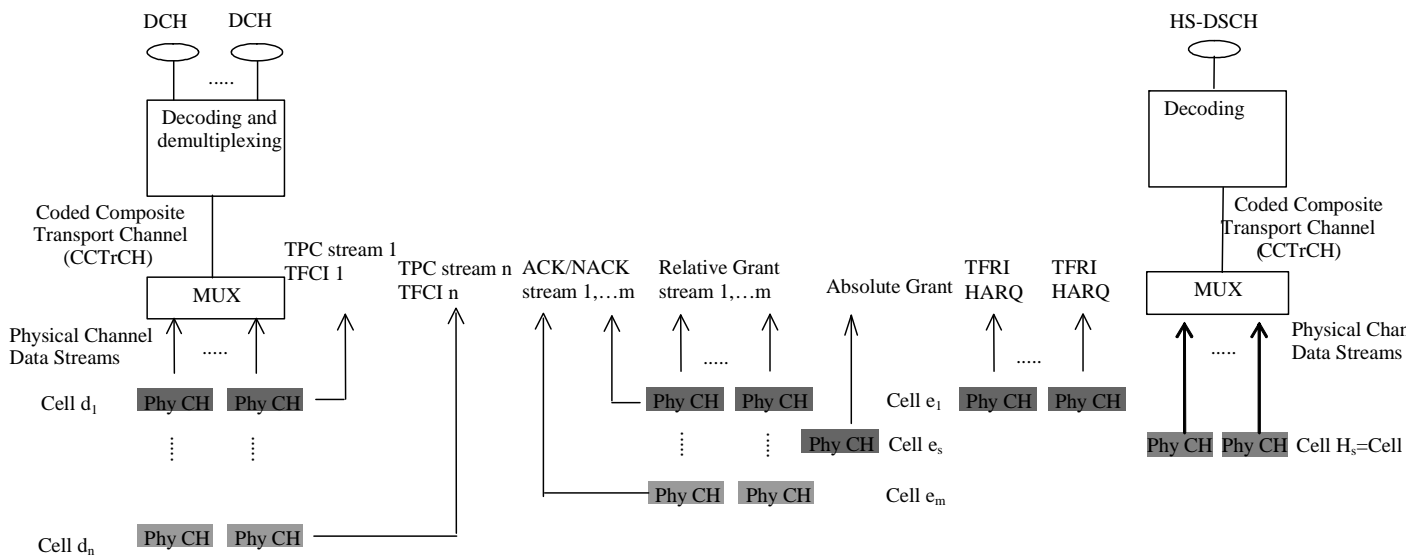 DCH DCH
HS-DSCH
.....
Decoding and
demultiplexing
Decoding
Coded Composite
Transport Channel
(CCTrCH)
Coded Composite
Transport Channel
(CCTrCH)
TPC stream 1
TFCI 1
TPC stream n
TFCI n
ACK/NACK
stream 1,…m
Relative Grant
stream 1,…m
Absolute Grant
TFRI
HARQ
TFRI
HARQ
MUX
MUX
Physical Channel
Data Streams
.....
.....
.....
.....
Physical Chan
Data Streams
Cell d1 Phy CH Phy CH
Phy CH Phy CH Cell e1
Phy CH Phy CH
Phy CH Cell es
Phy CH Phy CH Cell Hs=Cell
Phy CH Phy CH Cell em
Cell dn Phy CH Phy CH